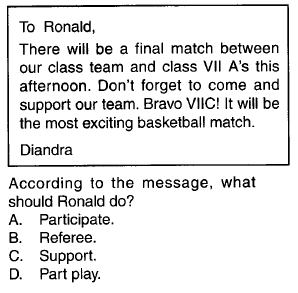 To Ronald,
There will be a final match between
our class team and class VII A's this
afternoon. Don't forget to come and
support our team. Bravo VIIC! It will be
the most exciting basketball match.
Diandra
According to the message, what
should Ronald do?
A. Participate.
B. Referee.
C. Support.
D. Part play.